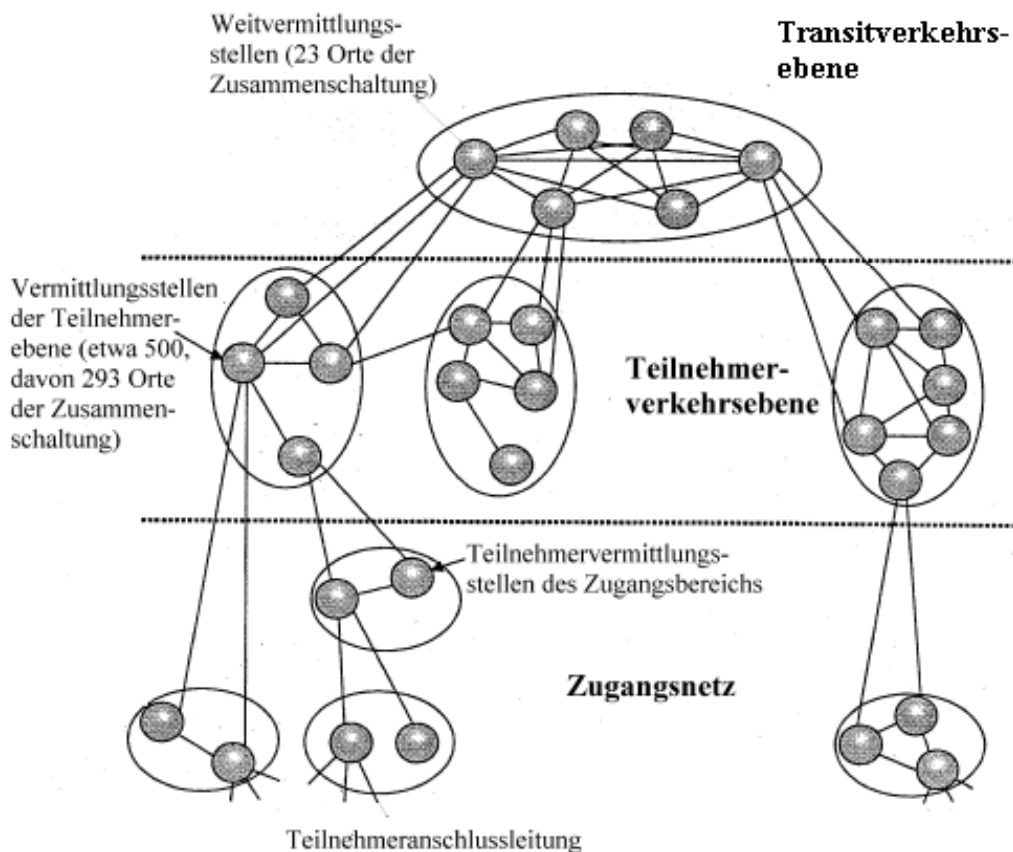 Weitvermittlungs-
stellen (23 Orte der
Zusammenschaltung)
Transitverkehrs-
ebene
Vermittlungsstellen
der Teilnehmer-
ebene (etwa 500,
davon 293 Orte
der Zusammen-
schaltung)
Teilnehmer-
verkehrsebene
Teilnehmervermittlungs-
stellen des Zugangsbereichs
Zugangsnetz
Teilnehmeranschlussleitung